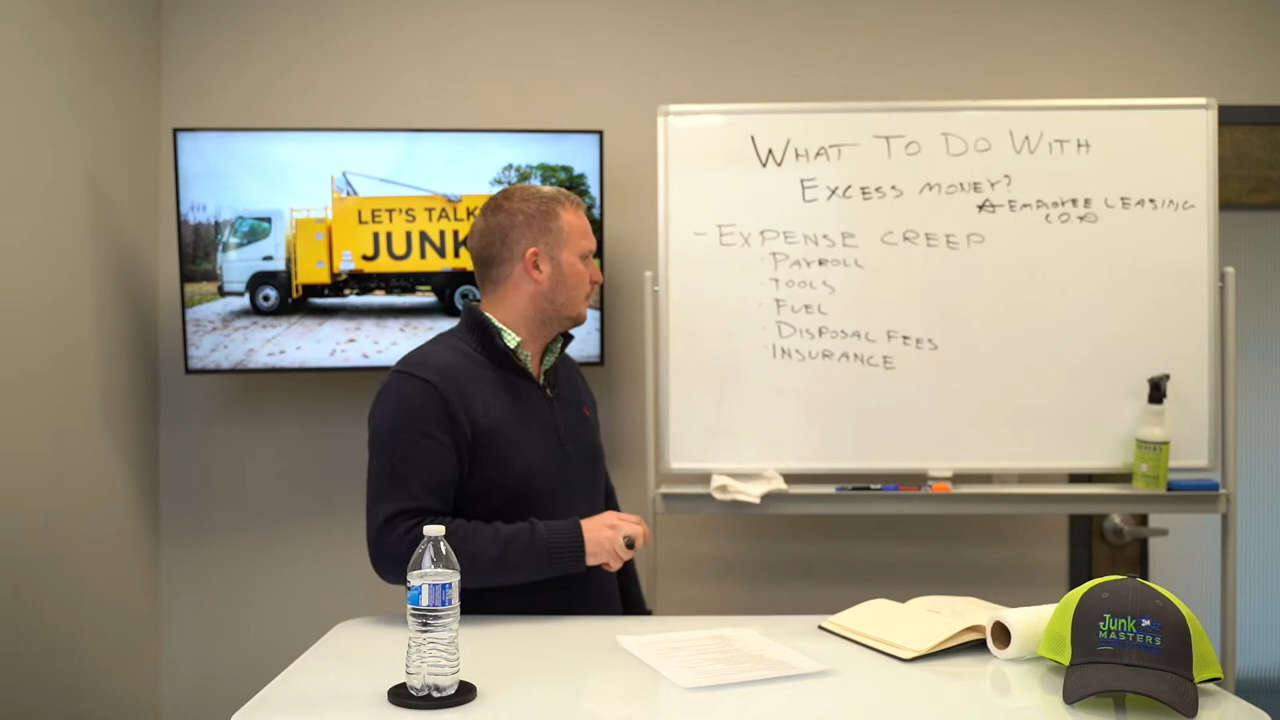 LET'S TALK
JUNK
WHAT TO DO WITH
EXCESS MONEY?
EMPLOYEE LEASING
CO
- EXPENSE CREEP
· PAYROLL
· TOOLS
· FUEL
· DISPOSAL FEES
· INSURANCE
Junk
MASTERS